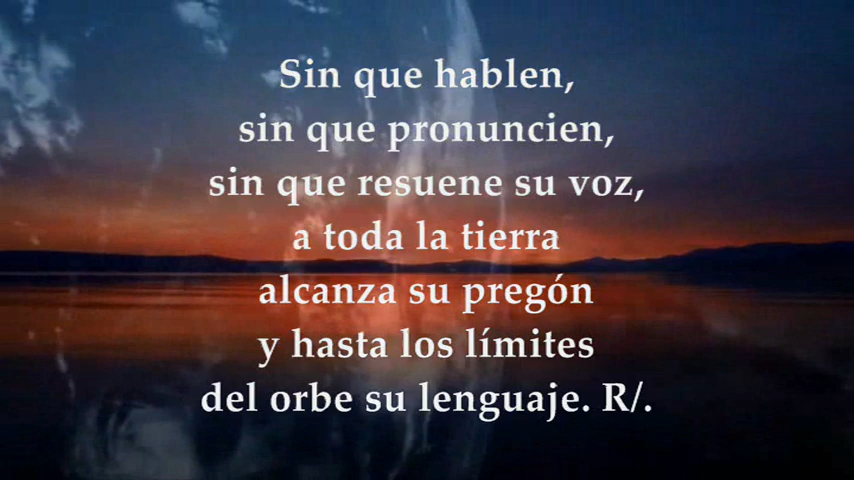 Sin que hablen,
sin que pronuncien,
sin que resuene su voz,
a toda la tierra
alcanza su pregón
y hasta los límites
del orbe su lenguaje. R/.